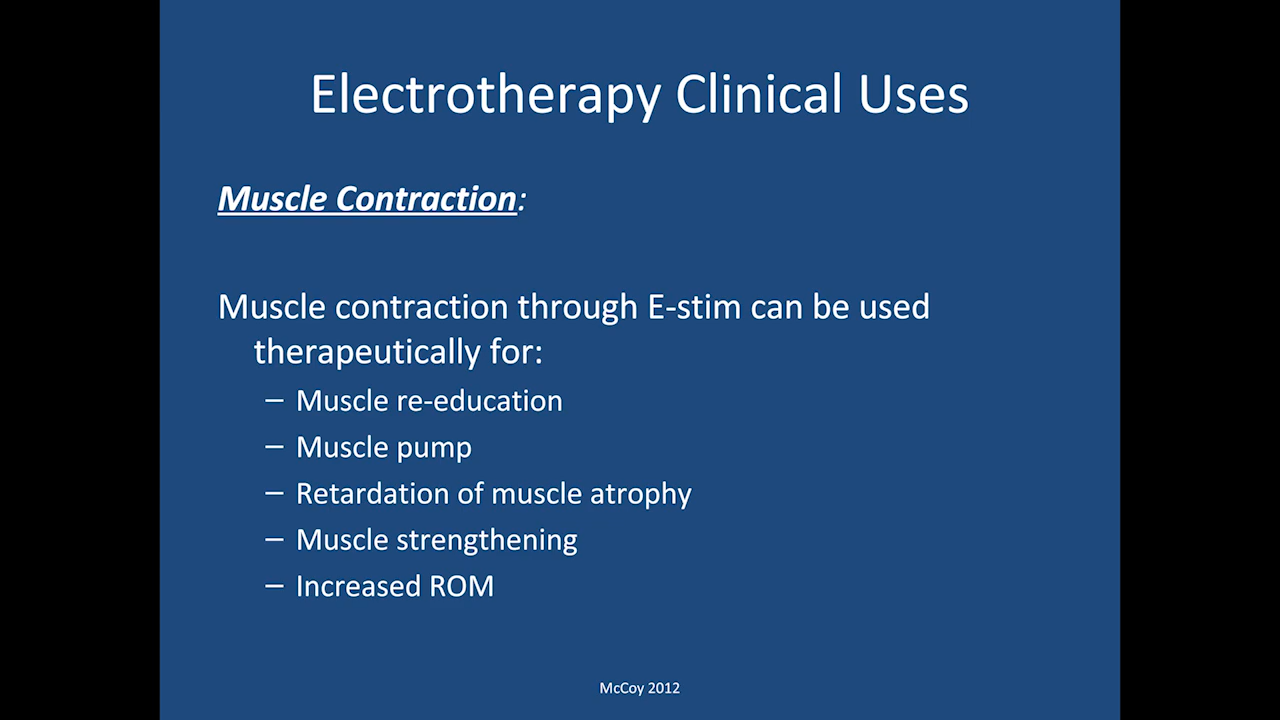 Electrotherapy Clinical Uses
Muscle Contraction:
Muscle contraction through E-stim can be used
therapeutically for:
– Muscle re-education
– Muscle pump
– Retardation of muscle atrophy
– Muscle strengthening
– Increased ROM
McCoy 2012